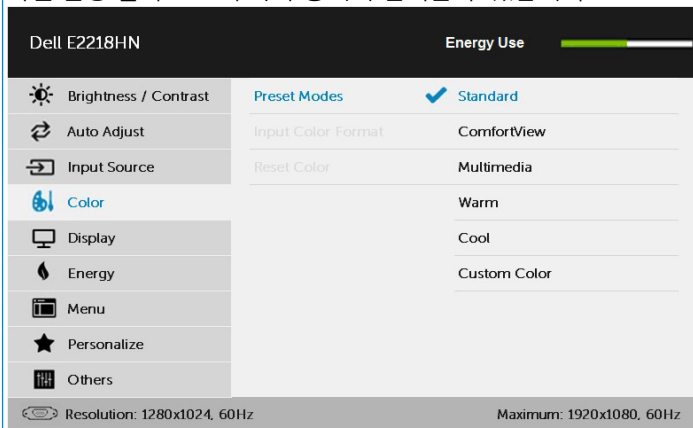 Dell E2218HN
Energy Use
Brightness / Contrast
Preset Modes
Standard
Auto Adjust
Input Color Format
ComfortView
Input Source
Reset Color
Multimedia
Color
Warm
Display
Cool
Energy
Custom Color
Menu
Personalize
Others
Resolution: 1280x1024, 60Hz
Maximum: 1920x1080, 60Hz